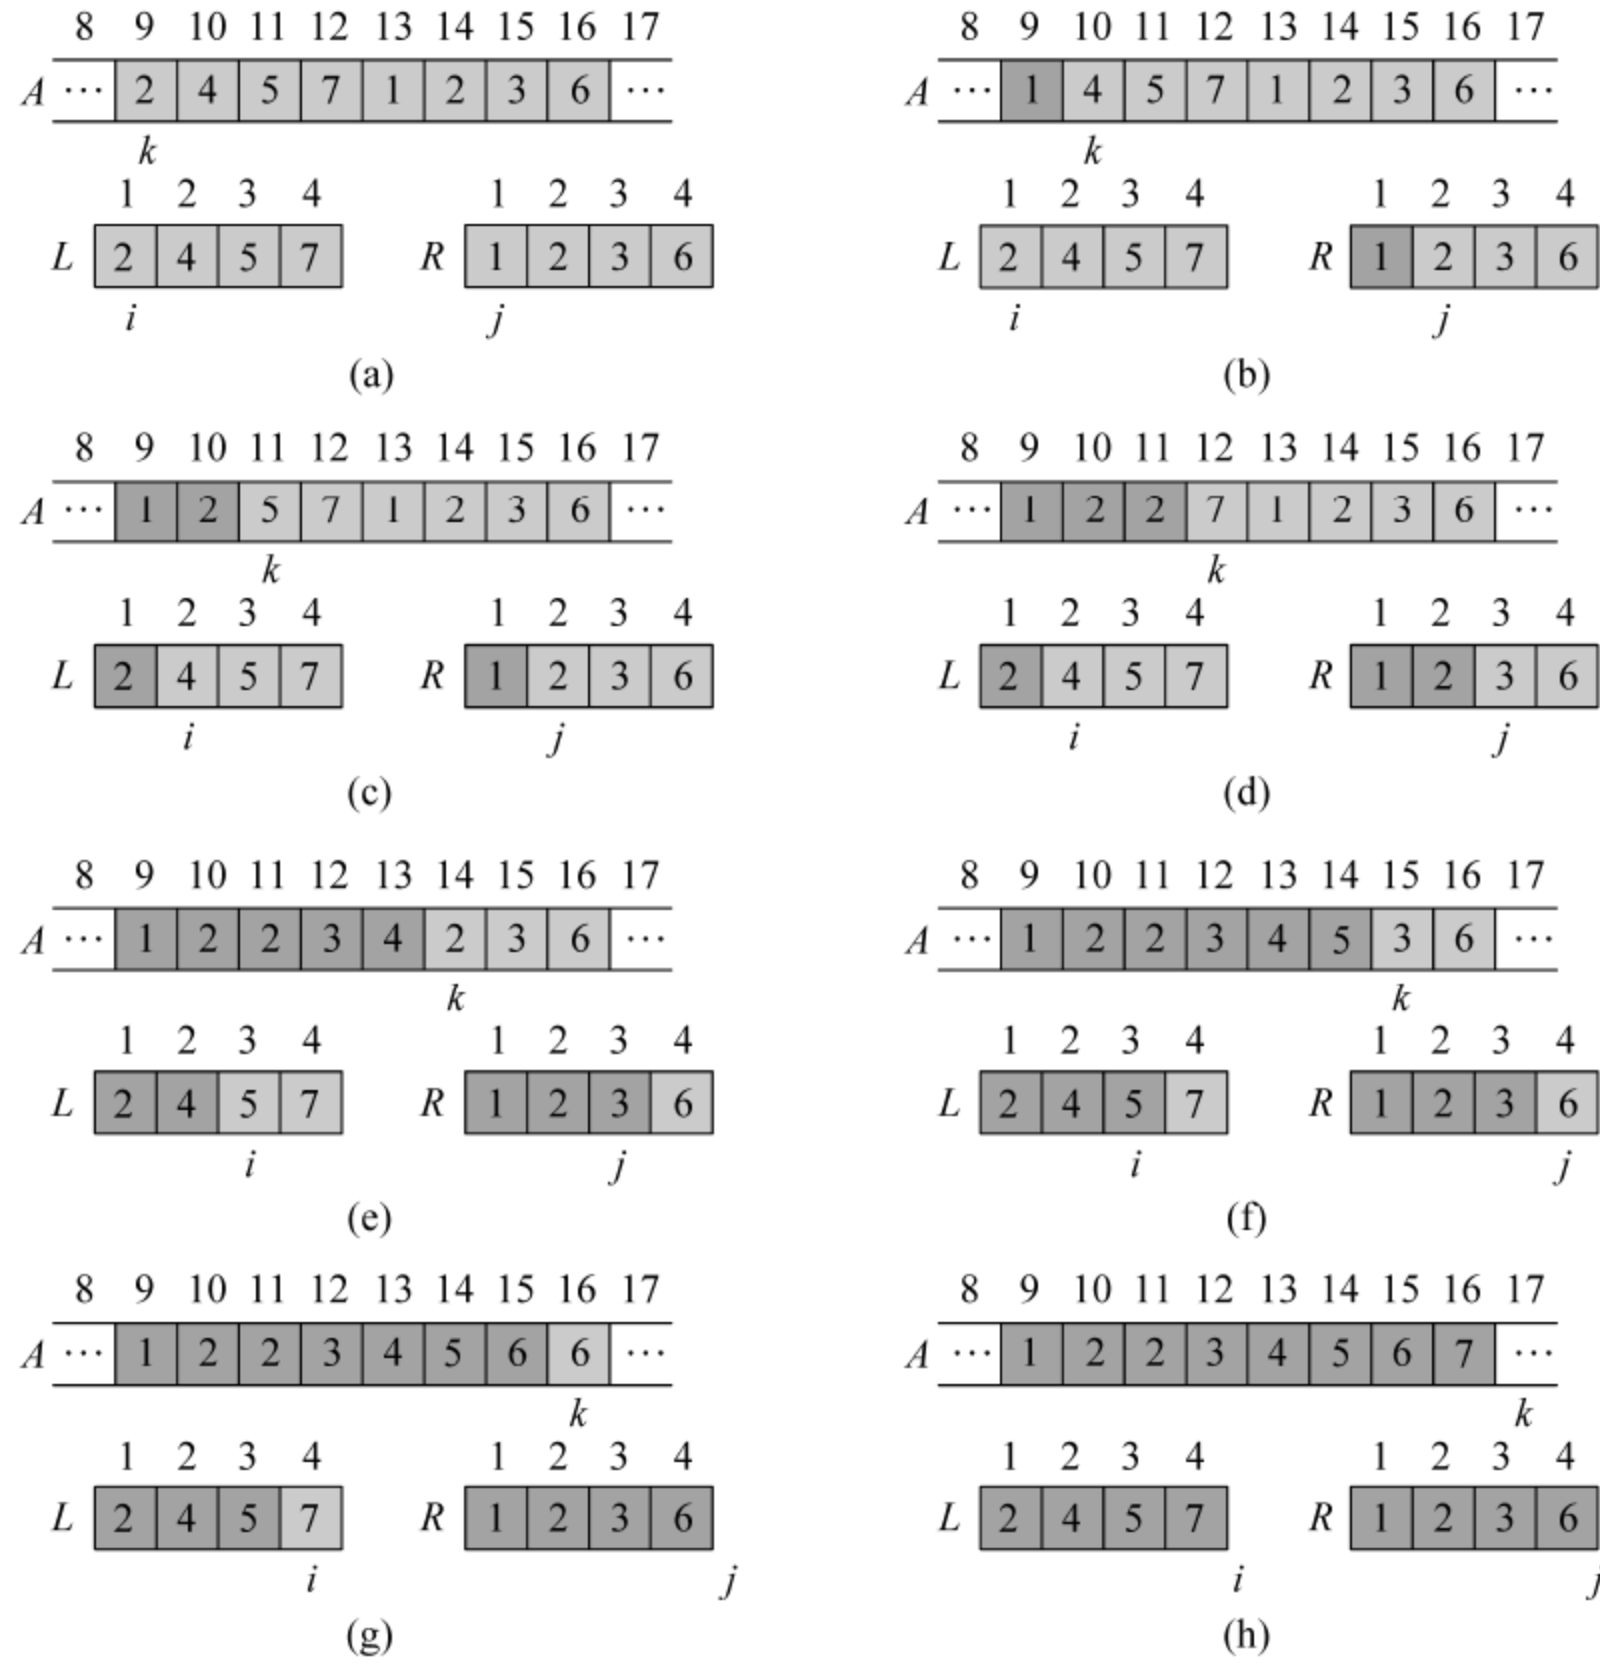 8 9 10 11 12 13 14 15 16 17
A ··· 2 4 5 7 1 2 3 6 ···
k
1 2 3 4 1 2 3 4
L 2 4 5 7 R 1 2 3 6
i j
(a)
8 9 10 11 12 13 14 15 16 17
A ··· 1 4 5 7 1 2 3 6 ···
k
1 2 3 4 1 2 3 4
L 2 4 5 7 R 1 2 3 6
i j
(b)
8 9 10 11 12 13 14 15 16 17
A ··· 1 2 5 7 1 2 3 6 ···
k
1 2 3 4 1 2 3 4
L 2 4 5 7 R 1 2 3 6
i j
(c)
8 9 10 11 12 13 14 15 16 17
A ··· 1 2 2 7 1 2 3 6 ···
k
1 2 3 4 1 2 3 4
L 2 4 5 7 R 1 2 3 6
i j
(d)
8 9 10 11 12 13 14 15 16 17
A ··· 1 2 2 3 4 2 3 6 ···
k
1 2 3 4 1 2 3 4
L 2 4 5 7 R 1 2 3 6
i j
(e)
8 9 10 11 12 13 14 15 16 17
A ··· 1 2 2 3 4 5 3 6 ···
k
1 2 3 4 1 2 3 4
L 2 4 5 7 R 1 2 3 6
i j
(f)
8 9 10 11 12 13 14 15 16 17
A ··· 1 2 2 3 4 5 6 6 ···
k
1 2 3 4 1 2 3 4
L 2 4 5 7 R 1 2 3 6
i j
(g)
8 9 10 11 12 13 14 15 16 17
A ··· 1 2 2 3 4 5 6 7 ···
k
1 2 3 4 1 2 3 4
L 2 4 5 7 R 1 2 3 6
i j
(h)